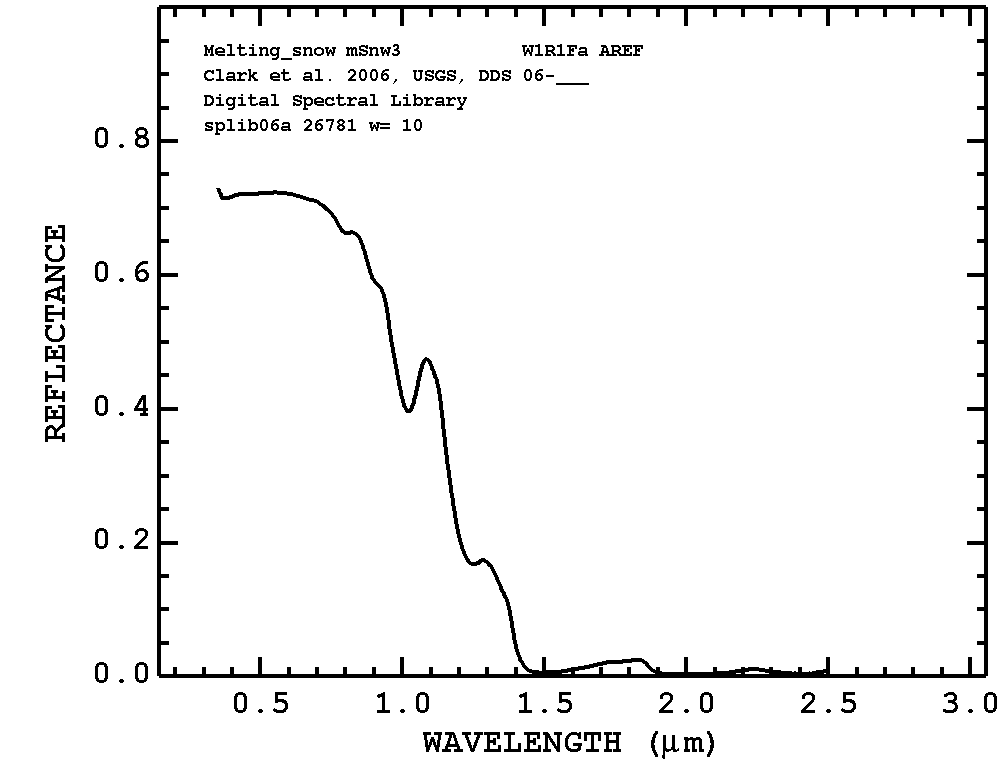 Melting_snow mSnw3 W1R1Fa AREF
Clark et al. 2006, USGS, DDS 06-___
Digital Spectral Library
splib06a 26781 w= 10
REFLECTANCE
0.8
0.6
0.4
0.2
0.0
0.5 1.0 1.5 2.0 2.5 3.0
WAVELENGTH (μm)